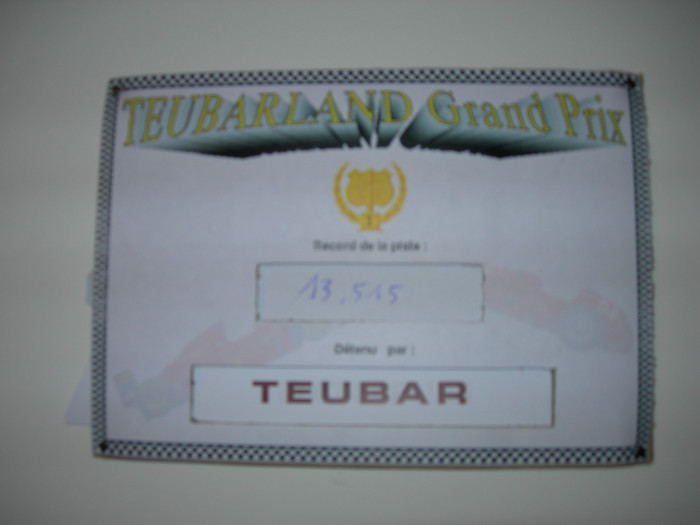 TEUBARLAND Grand Prix
Record de la piste :
13,515
Détenu par :
TEUBAR